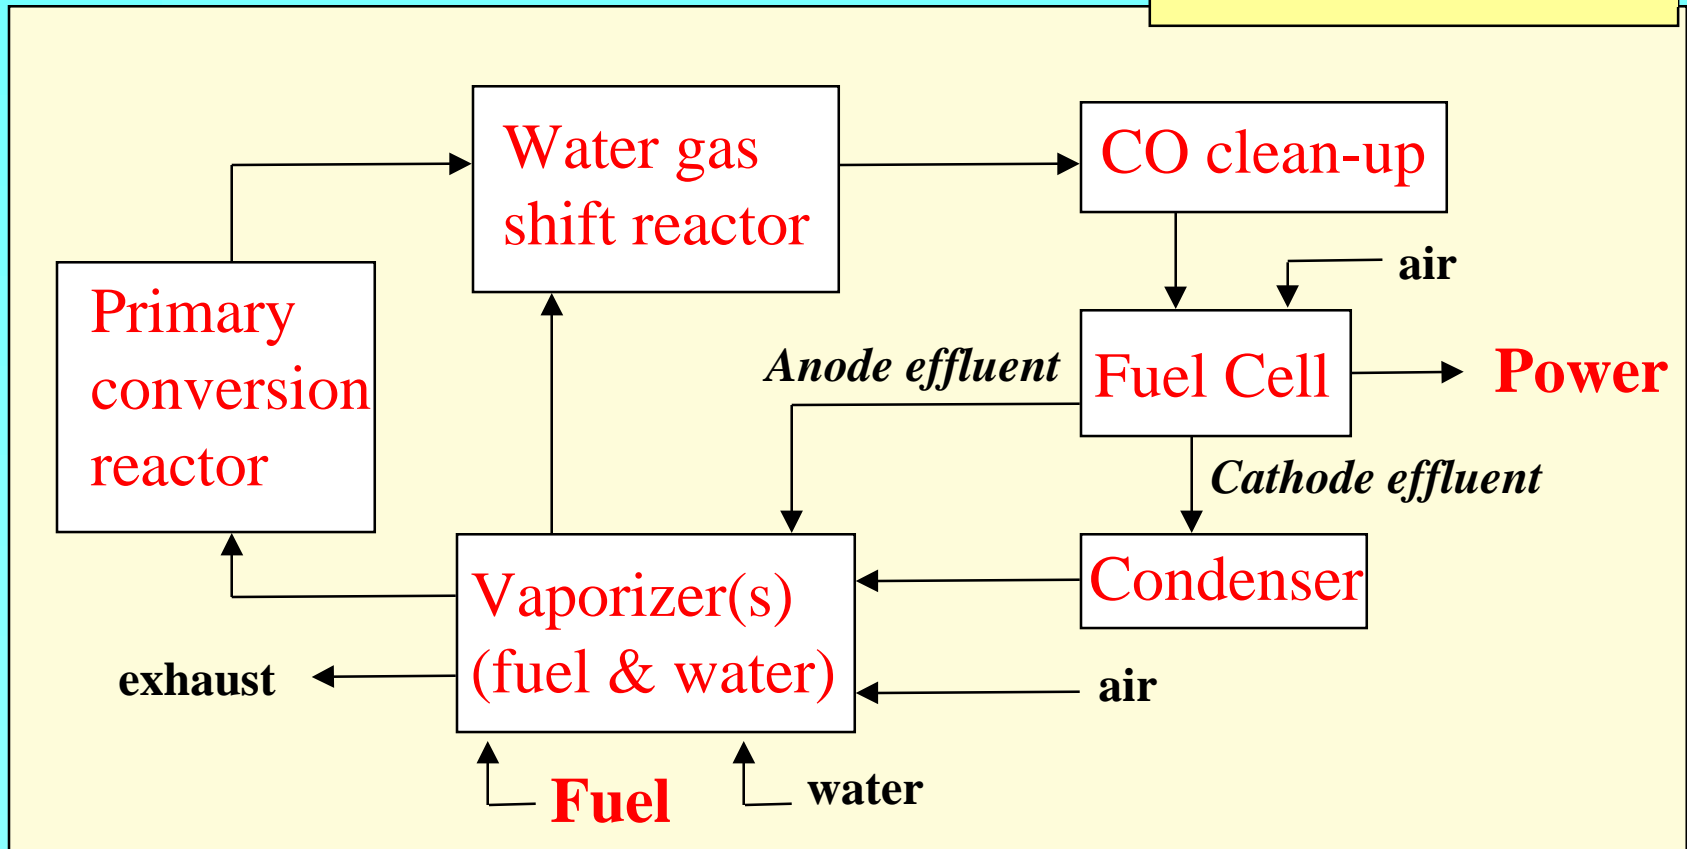 Water gas
shift reactor
CO clean-up
air
Primary
conversion
reactor
Anode effluent
Fuel Cell
Power
Cathode effluent
Vaporizer(s)
(fuel & water)
Condenser
exhaust
air
Fuel
water